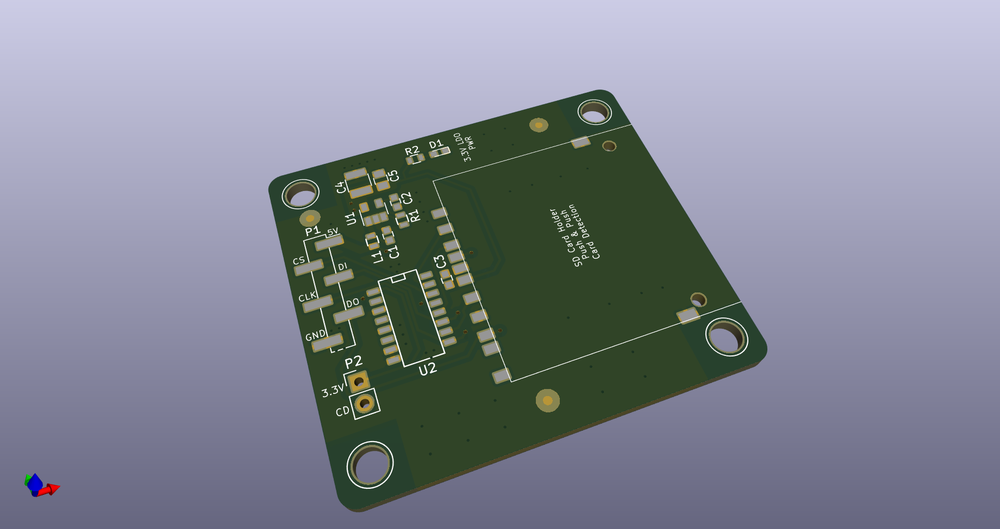 R2
D1
3.3V LDO
PWR
C4
C5
C2
U1
R1
P1
5V
L1
C1
CS
DI
C3
CLK
DO
GND
U2
P2
3.3V
CD
SD Card Holder
Push & Push
Card Detection